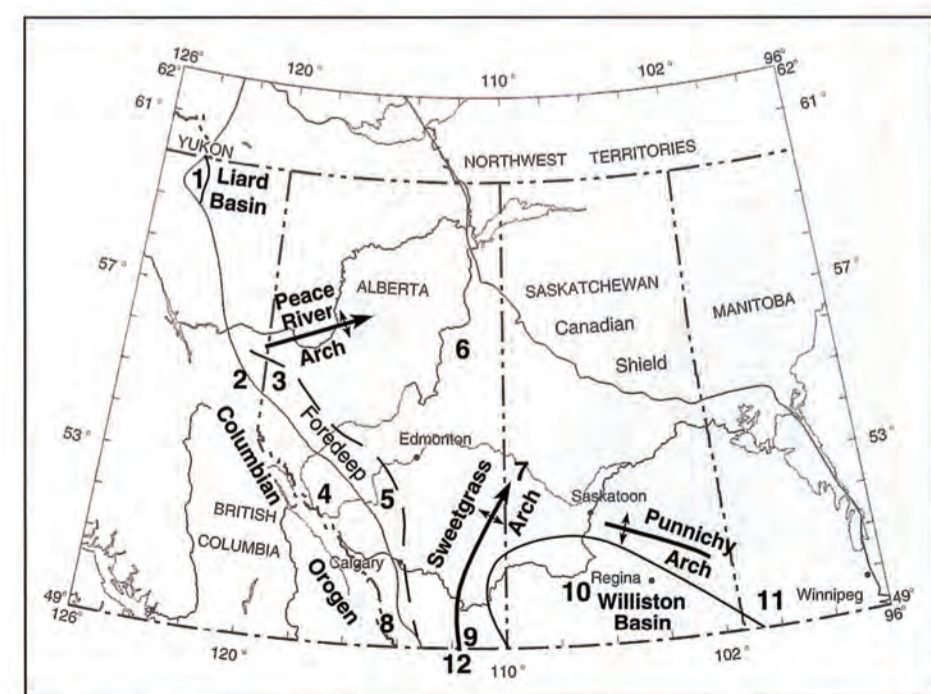 126° 120° 110° 102° 96°
62° 62°
61° 61°
YUKON
NORTHWEST TERRITORIES
1 Liard
Basin
57° 57°
Peace
River
Arch
ALBERTA
SASKATCHEWAN
MANITOBA
Canadian
Shield
6
2 3
Foredeep
53° 53°
Columbian
Orogen
Edmonton
4 5
7
Sweetgrass
Arch
Saskatoon
Punnichy
Arch
BRITISH
COLUMBIA
Calgary
Regina
10 Williston
Basin
11
Winnipeg
8 9
12
49° 49°
126° 120° 110° 102° 96°